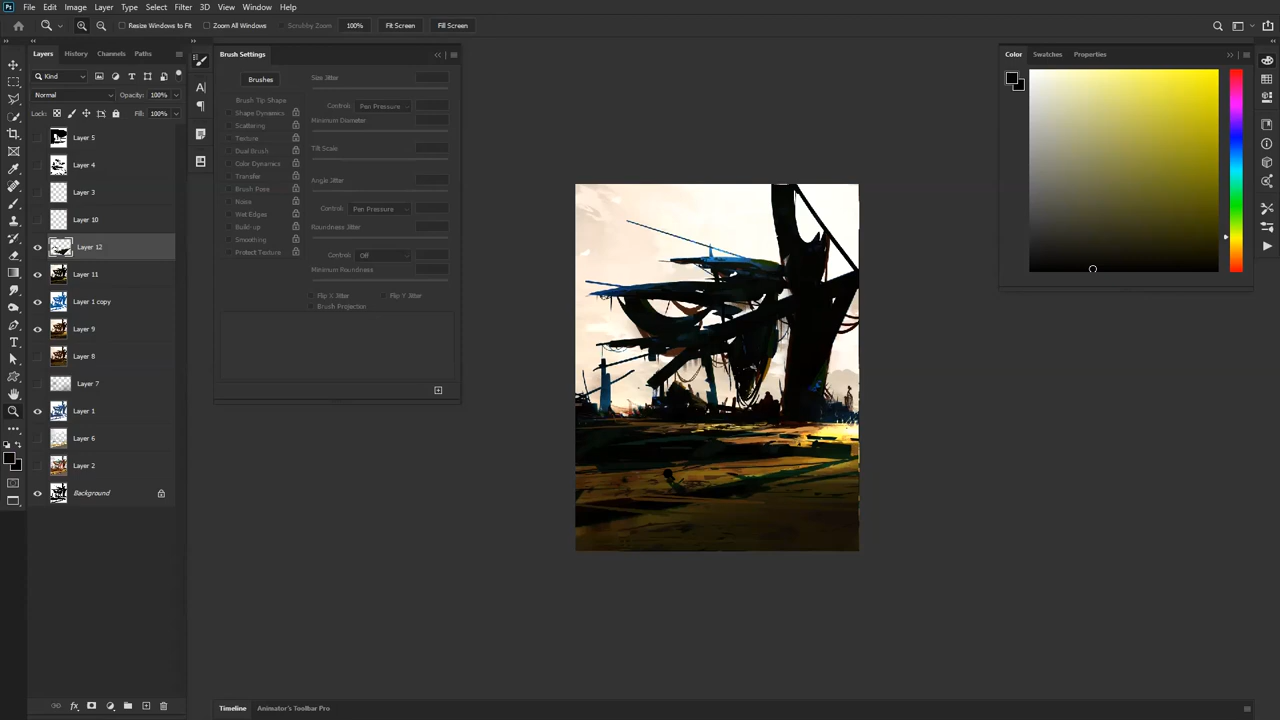 Ps File Edit Image Layer Type Select Filter 3D View Window Help
Resize Windows to Fit Zoom All Windows Scrubby Zoom 100% Fit Screen Fill Screen
Layers History Channels Paths
Kind
Normal Opacity: 100%
Lock: Fill: 100%
Layer 5
Layer 4
Layer 3
Layer 10
Layer 12
Layer 11
Layer 1 copy
Layer 9
Layer 8
Layer 7
Layer 1
Layer 6
Layer 2
Background
fx
Brush Settings
Brushes
Brush Tip Shape
Shape Dynamics
Scattering
Texture
Dual Brush
Color Dynamics
Transfer
Brush Pose
Noise
Wet Edges
Build-up
Smoothing
Protect Texture
Size Jitter
Control: Pen Pressure
Minimum Diameter
Tilt Scale
Angle Jitter
Control: Pen Pressure
Roundness Jitter
Control: Off
Minimum Roundness
Flip X Jitter Flip Y Jitter
Brush Projection
Color Swatches Properties
Timeline Animator's Toolbar Pro